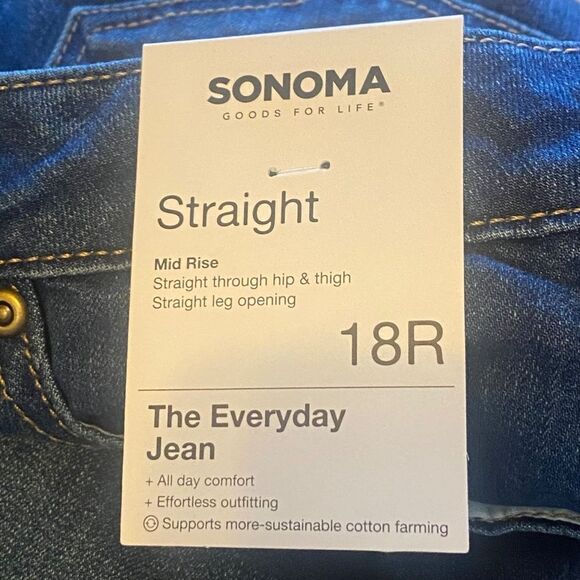 SONOMA
GOODS FOR LIFE®
Straight
Mid Rise
Straight through hip & thigh
Straight leg opening
18R
The Everyday
Jean
+ All day comfort
+ Effortless outfitting
Supports more-sustainable cotton farming